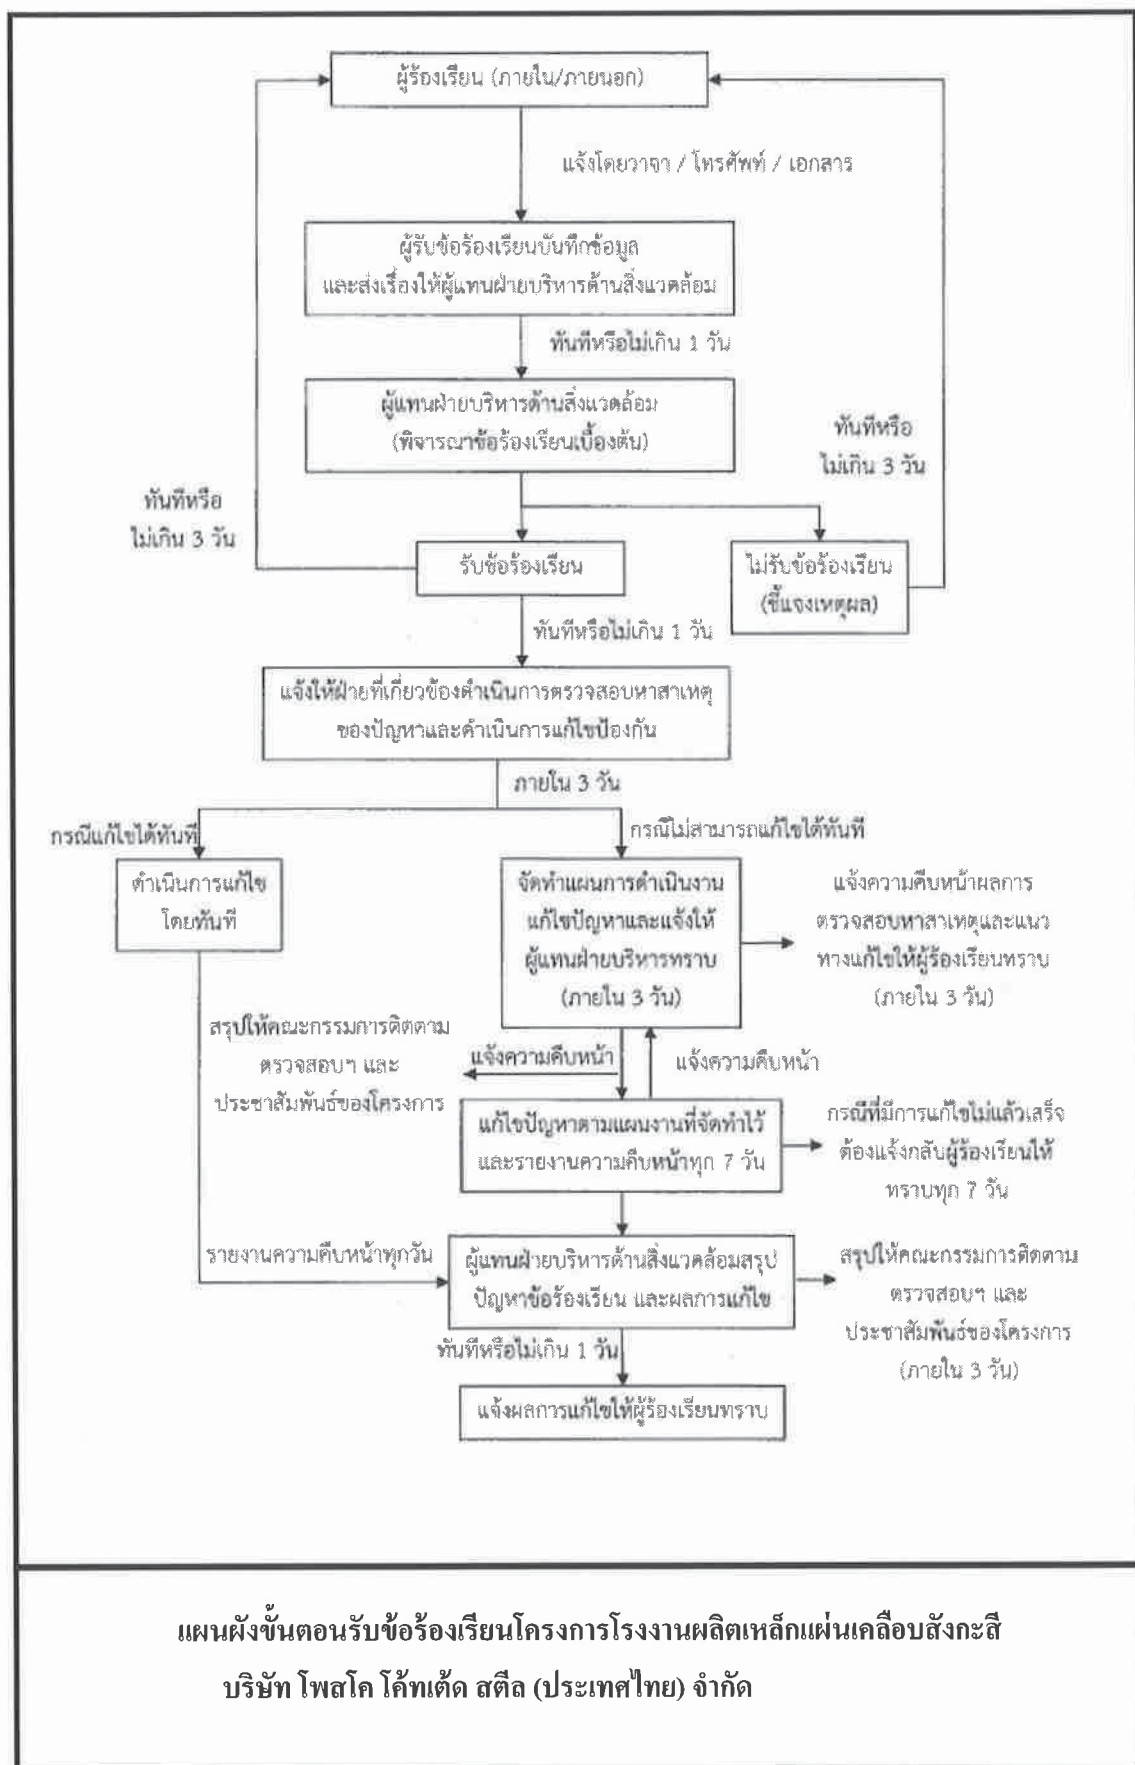 ผู้ร้องเรียน (ภายใน/ภายนอก)
แจ้งโดยวาจา / โทรศัพท์ / เอกสาร
ผู้รับข้อร้องเรียนบันทึกข้อมูล
และส่งเรื่องให้ผู้แทนฝ่ายบริหารด้านสิ่งแวดล้อม
ทันทีหรือไม่เกิน 1 วัน
ผู้แทนฝ่ายบริหารด้านสิ่งแวดล้อม
(พิจารณาข้อร้องเรียนเบื้องต้น)
ทันทีหรือ
ไม่เกิน 3 วัน
ทันทีหรือ
ไม่เกิน 3 วัน
รับข้อร้องเรียน
ไม่รับข้อร้องเรียน
(ชี้แจงเหตุผล)
ทันทีหรือไม่เกิน 1 วัน
แจ้งให้ฝ่ายที่เกี่ยวข้องดำเนินการตรวจสอบหาสาเหตุ
ของปัญหาและดำเนินการแก้ไขป้องกัน
ภายใน 3 วัน
กรณีแก้ไขได้ทันที
กรณีไม่สามารถแก้ไขได้ทันที
ดำเนินการแก้ไข
โดยทันที
จัดทำแผนการดำเนินงาน
แก้ไขปัญหาและแจ้งให้
ผู้แทนฝ่ายบริหารทราบ
(ภายใน 3 วัน)
แจ้งความคืบหน้าผลการ
ตรวจสอบหาสาเหตุและแนว
ทางแก้ไขให้ผู้ร้องเรียนทราบ
(ภายใน 3 วัน)
สรุปให้คณะกรรมการติดตาม
ตรวจสอบฯ และ
ประชาสัมพันธ์ของโครงการ
แจ้งความคืบหน้า
แจ้งความคืบหน้า
แก้ไขปัญหาตามแผนงานที่จัดทำไว้
และรายงานความคืบหน้าทุก 7 วัน
กรณีที่มีการแก้ไขไม่แล้วเสร็จ
ต้องแจ้งกลับผู้ร้องเรียนให้
ทราบทุก 7 วัน
รายงานความคืบหน้าทุกวัน
ผู้แทนฝ่ายบริหารด้านสิ่งแวดล้อมสรุป
ปัญหาข้อร้องเรียน และผลการแก้ไข
สรุปให้คณะกรรมการติดตาม
ตรวจสอบฯ และ
ประชาสัมพันธ์ของโครงการ
(ภายใน 3 วัน)
ทันทีหรือไม่เกิน 1 วัน
แจ้งผลการแก้ไขให้ผู้ร้องเรียนทราบ
แผนผังขั้นตอนรับข้อร้องเรียนโครงการโรงงานผลิตเหล็กแผ่นเคลือบสังกะสี
บริษัท โพสโค โค้ทเต้ด สตีล (ประเทศไทย) จำกัด